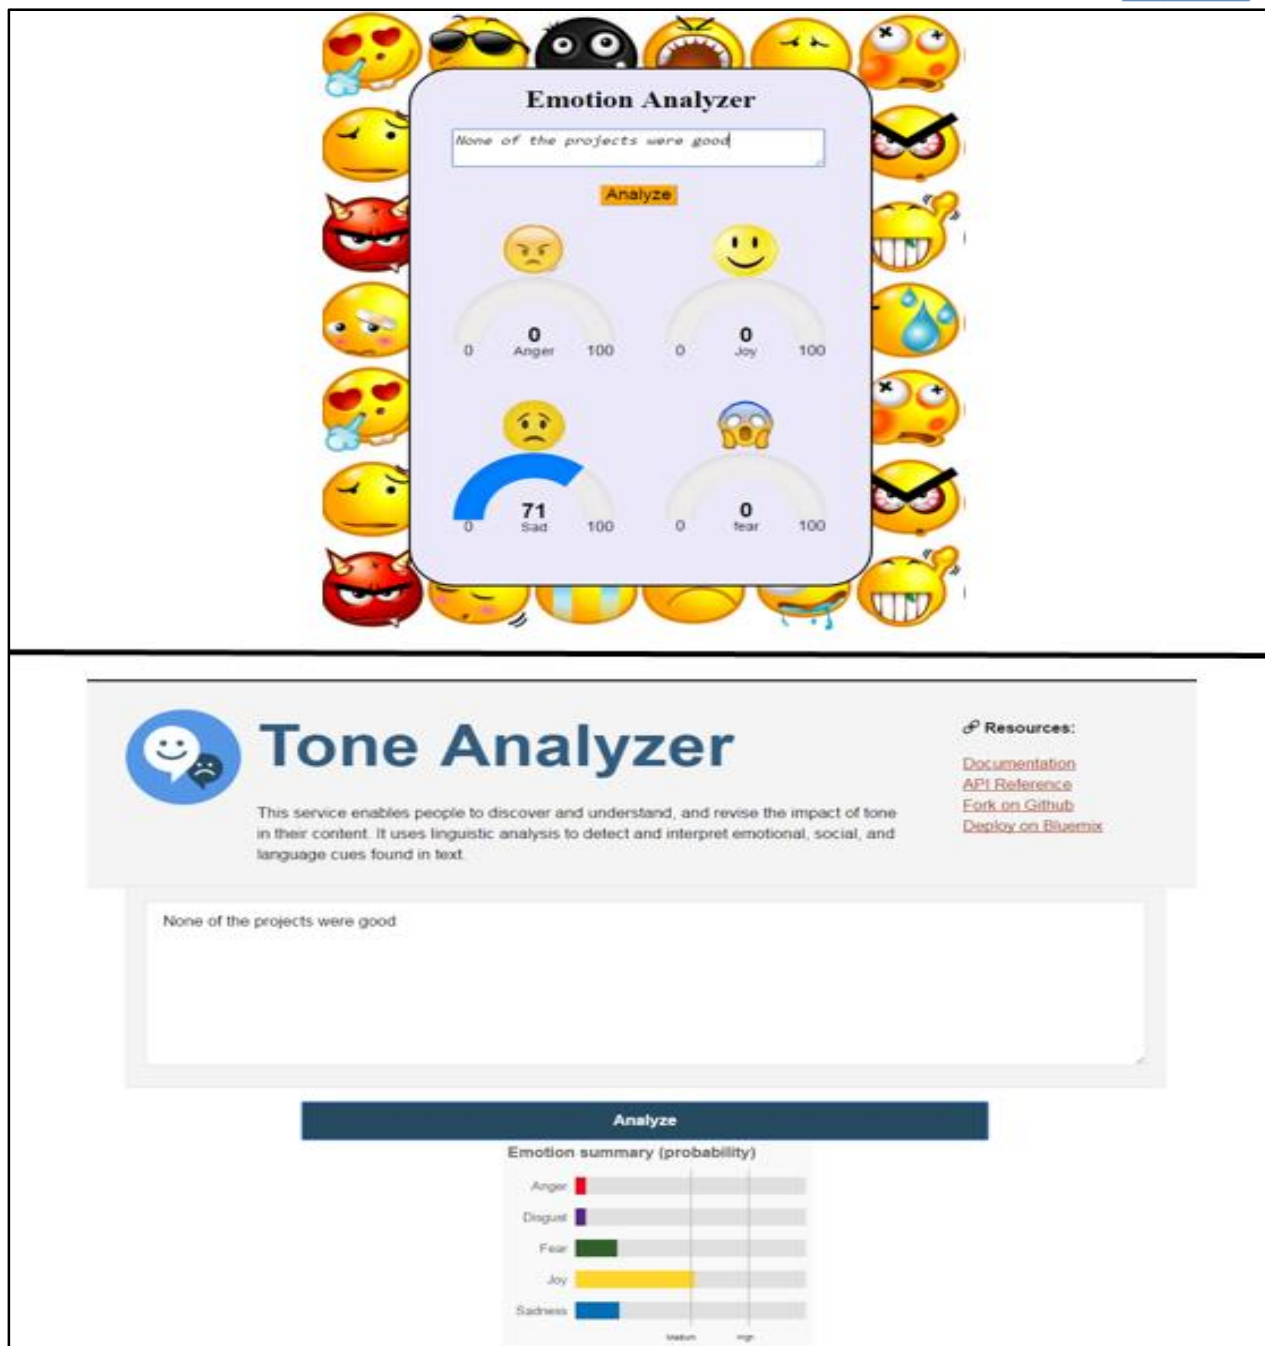 Emotion Analyzer
None of the projects were good
Analyze
0
0 Anger 100
0
0 Joy 100
71
0 Sad 100
0
0 fear 100
Tone Analyzer
This service enables people to discover and understand, and revise the impact of tone
in their content. It uses linguistic analysis to detect and interpret emotional, social, and
language cues found in text.
Resources:
Documentation
API Reference
Fork on Github
Deploy on Bluemix
None of the projects were good
Analyze
Emotion summary (probability)
Anger
Disgust
Fear
Joy
Sadness
Medium High